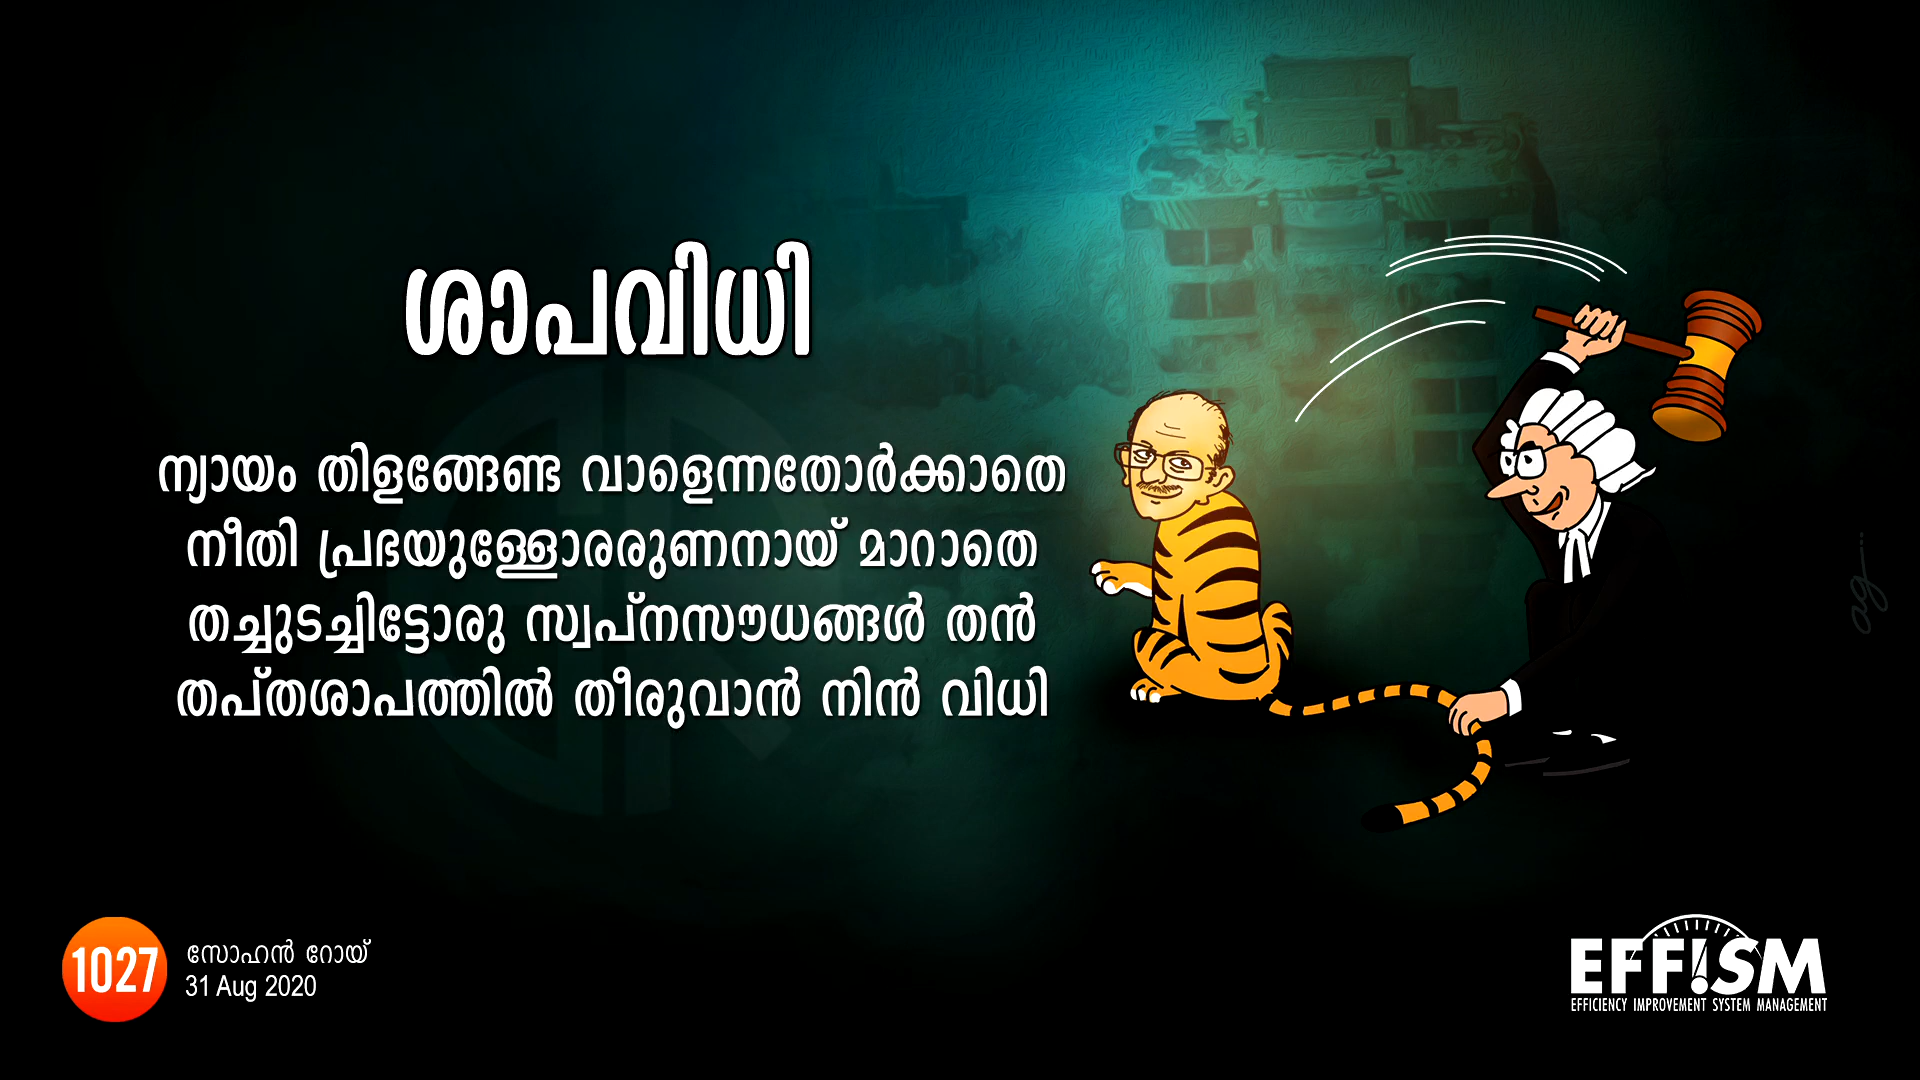 ശാപവിധി
ന്യായം തിളങ്ങേണ്ട വാളെന്നതോർക്കാതെ
നീതി പ്രഭയുള്ളോരരുണനായ് മാറാതെ
തച്ചുടച്ചിട്ടോരു സ്വപ്നസൗധങ്ങൾ തൻ
തപ്തശാപത്തിൽ തീരുവാൻ നിൻ വിധി
1027
സോഹൻ റോയ്
31 Aug 2020
EFFISM
EFFICIENCY IMPROVEMENT SYSTEM MANAGEMENT
ag...